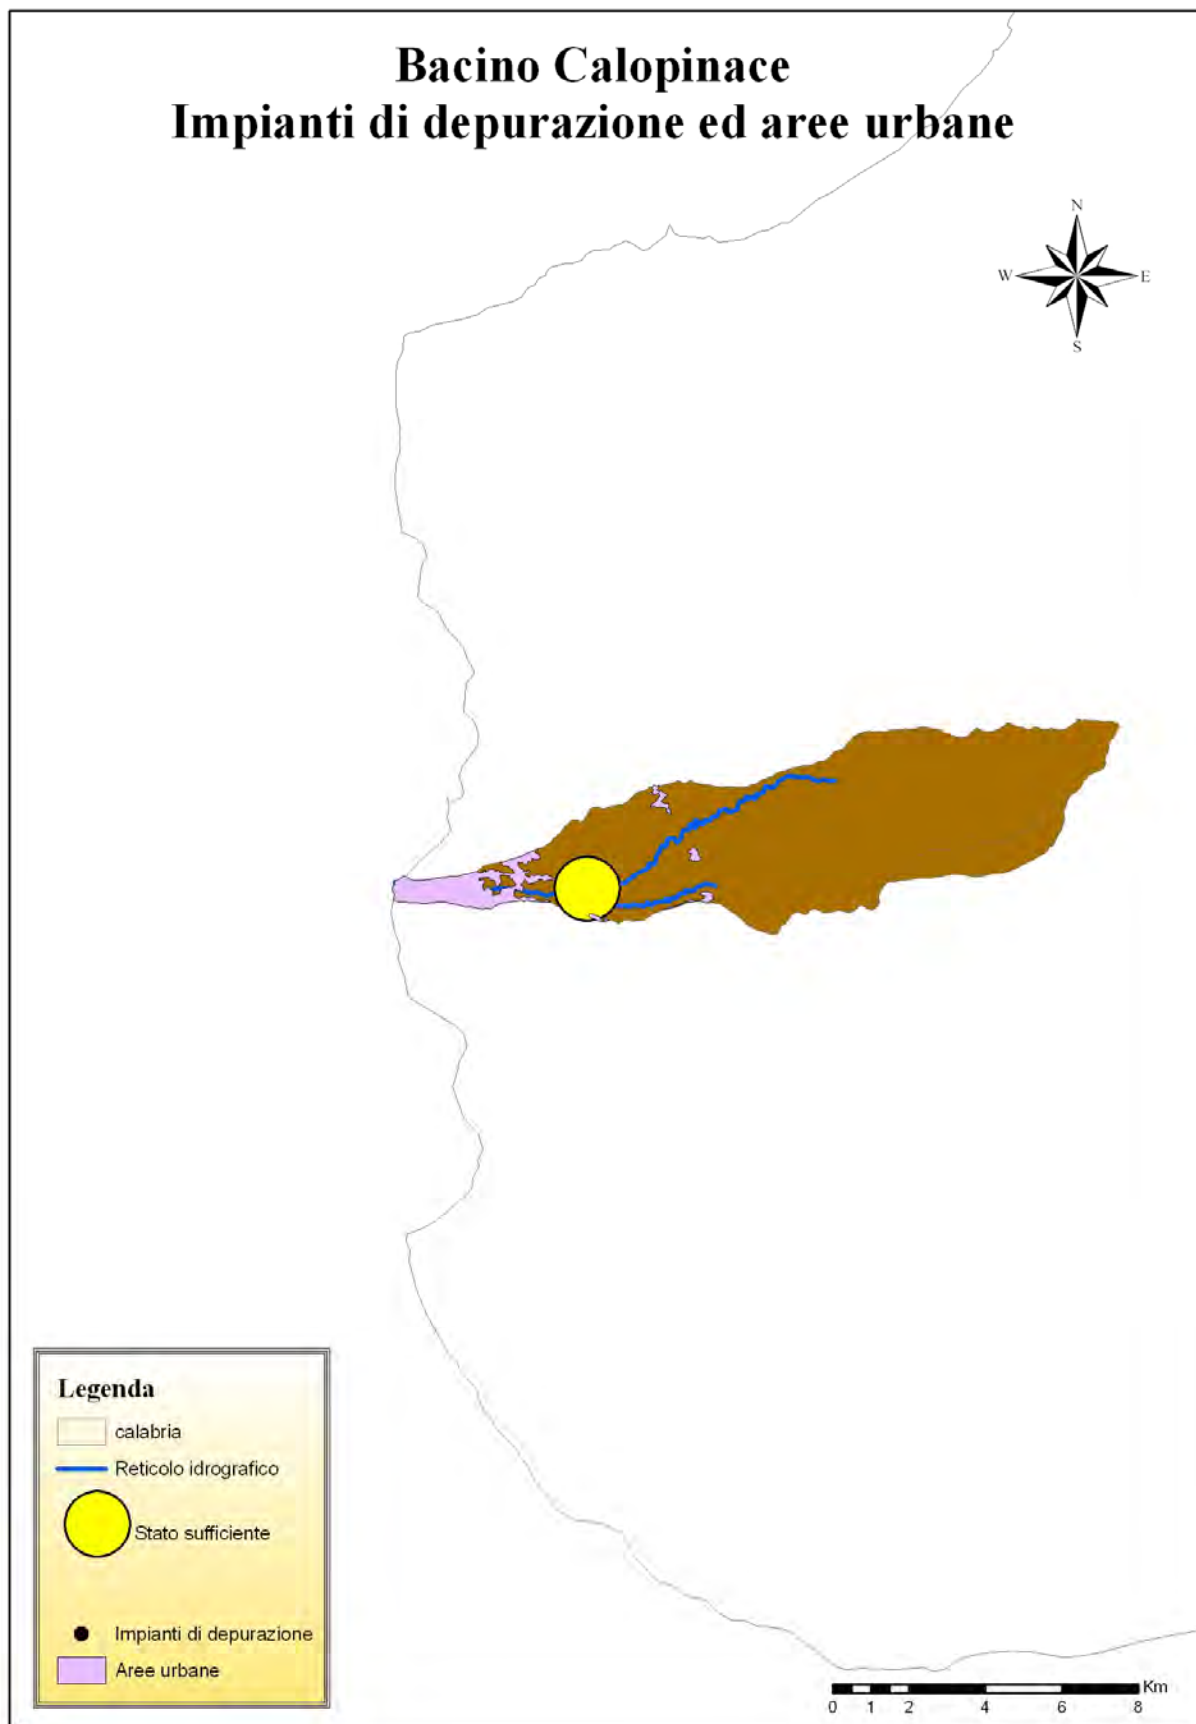 Bacino Calopinace
Impianti di depurazione ed aree urbane
N
W E
S
Legenda
calabria
Reticolo idrografico
Stato sufficiente
Impianti di depurazione
Aree urbane
Km
0 1 2 4 6 8